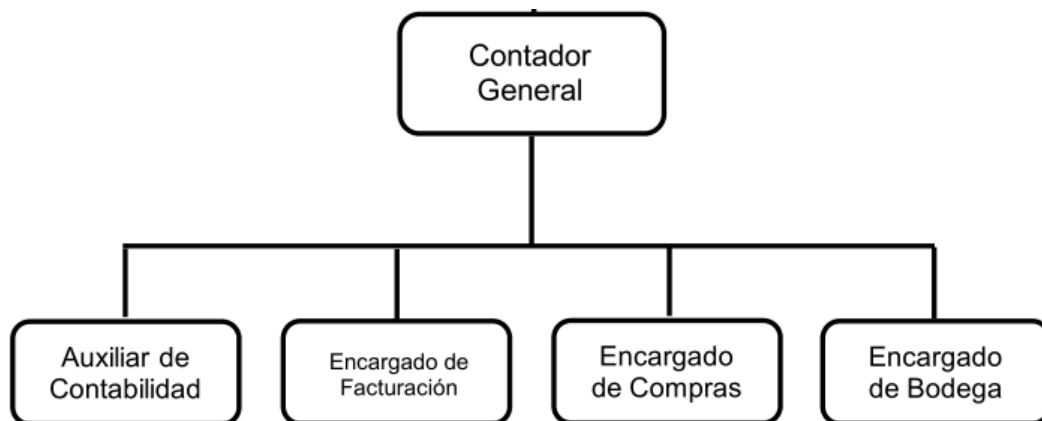 Contador
General
Auxiliar de
Contabilidad
Encargado de
Facturación
Encargado
de Compras
Encargado
de Bodega